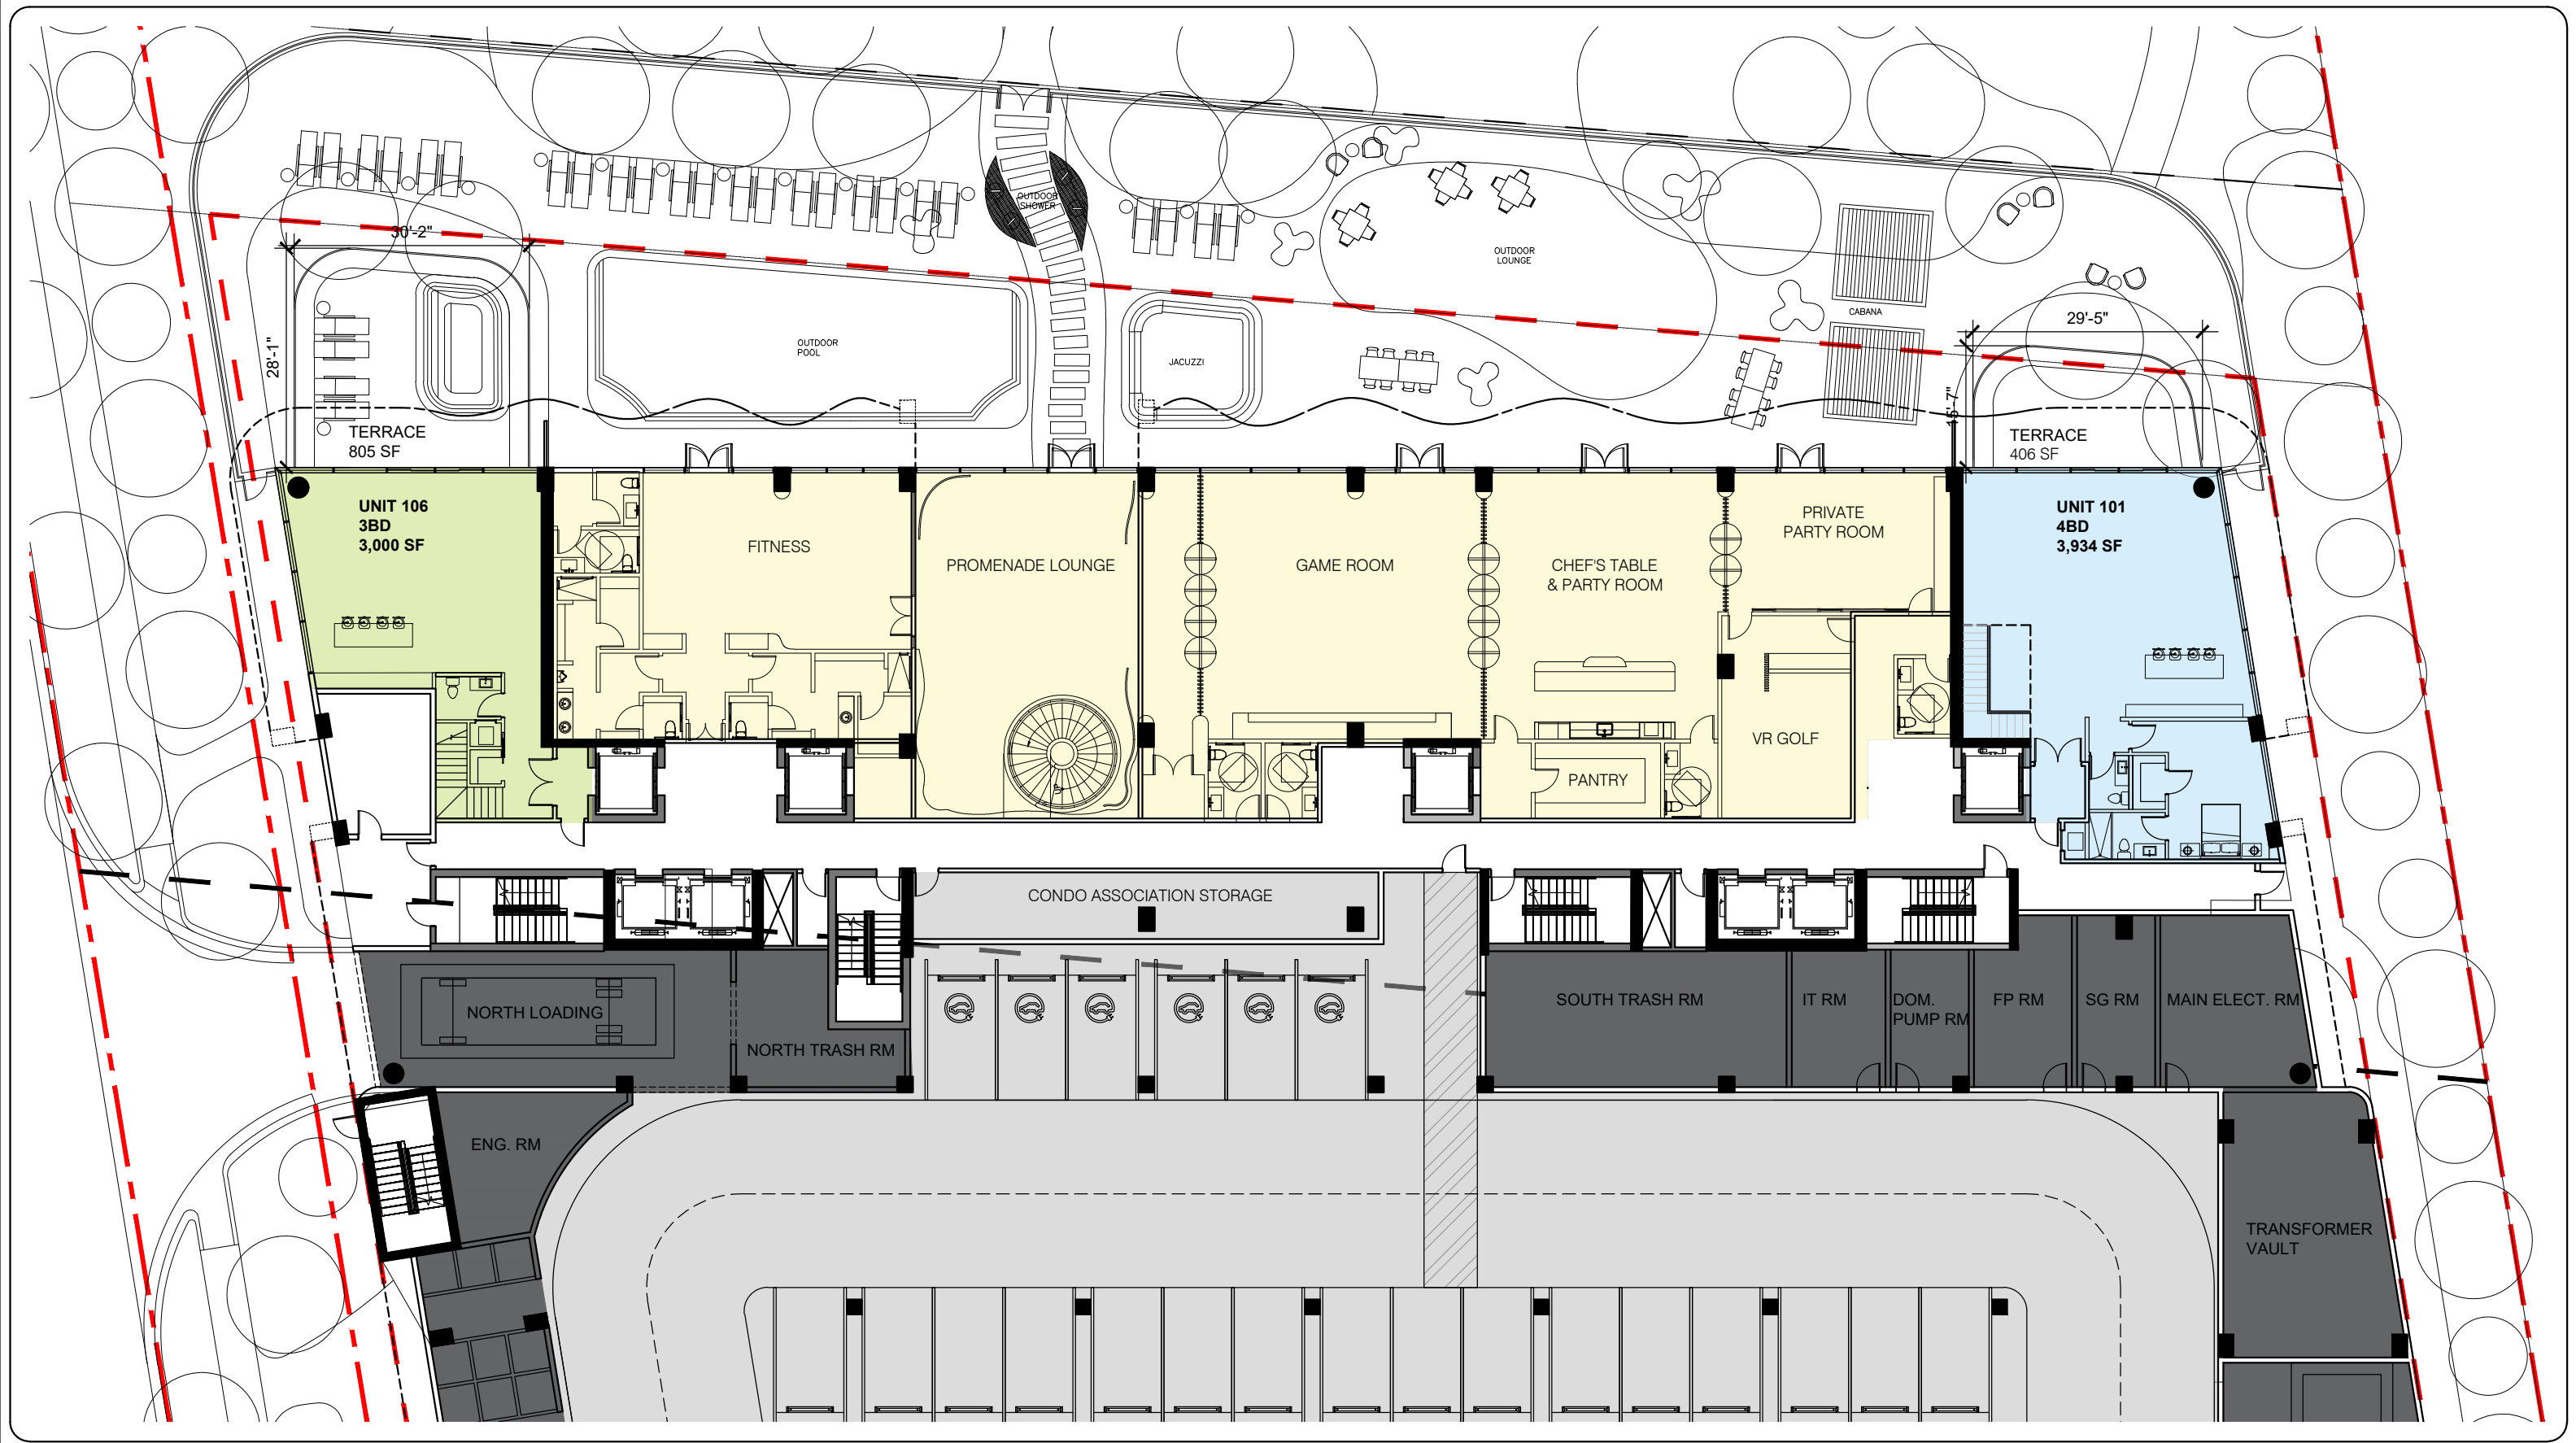 OUTDOOR
SHOWER
30'-2"
OUTDOOR
LOUNGE
CABANA
29'-5"
28'-1"
OUTDOOR
POOL
JACUZZI
TERRACE
805 SF
TERRACE
406 SF
UNIT 106
3BD
3,000 SF
FITNESS
PROMENADE LOUNGE
GAME ROOM
CHEF'S TABLE
& PARTY ROOM
PRIVATE
PARTY ROOM
UNIT 101
4BD
3,934 SF
VR GOLF
PANTRY
CONDO ASSOCIATION STORAGE
NORTH LOADING
NORTH TRASH RM
SOUTH TRASH RM
IT RM
DOM.
PUMP RM
FP RM
SG RM
MAIN ELECT. RM
ENG. RM
TRANSFORMER
VAULT